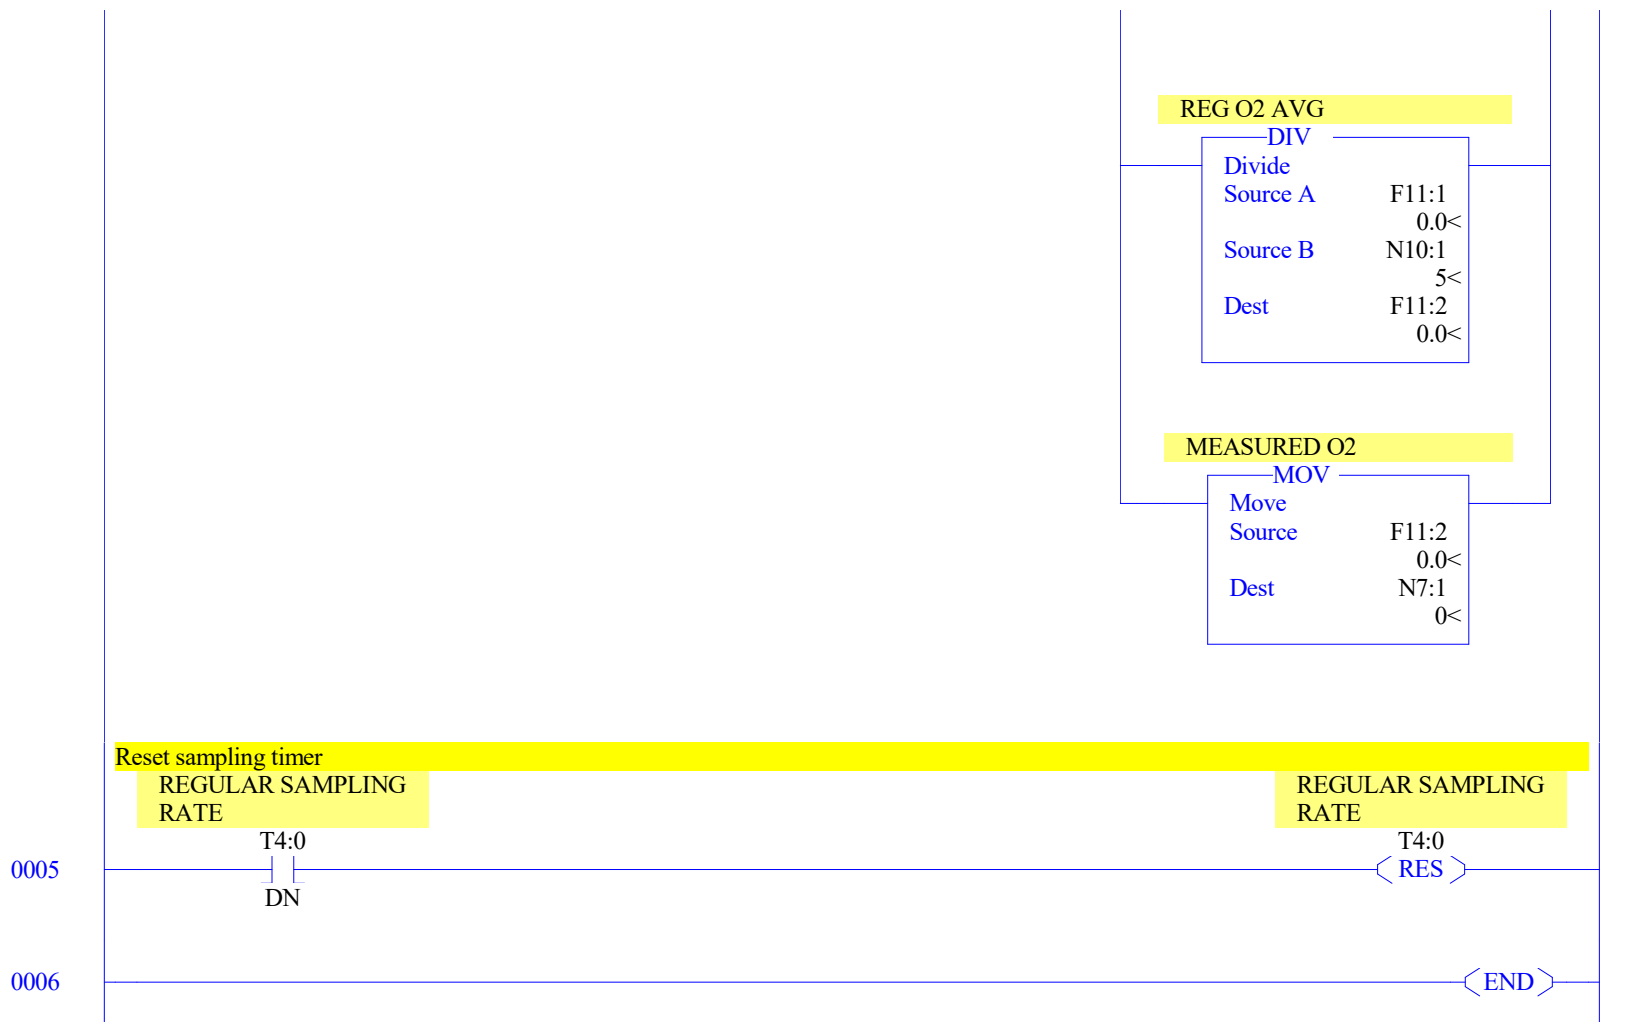 REG O2 AVG
DIV
Divide
Source A F11:1
0.0<
Source B N10:1
5<
Dest F11:2
0.0<
MEASURED O2
MOV
Move
Source F11:2
0.0<
Dest N7:1
0<
Reset sampling timer
REGULAR SAMPLING
RATE
T4:0
DN
REGULAR SAMPLING
RATE
T4:0
RES
0005
0006
END